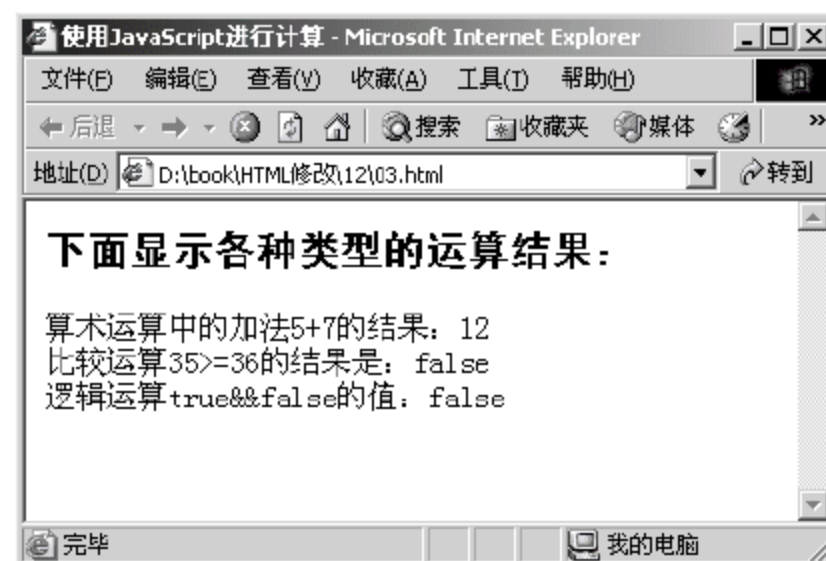 使用JavaScript进行计算 - Microsoft Internet Explorer
文件(F) 编辑(E) 查看(V) 收藏(A) 工具(T) 帮助(H)
后退 搜索 收藏夹 媒体 »
地址(D) D:\book\HTML修改\12\03.html 转到
下面显示各种类型的运算结果：
算术运算中的加法5+7的结果：12
比较运算35>=36的结果是：false
逻辑运算true&&false的值：false
完毕 我的电脑